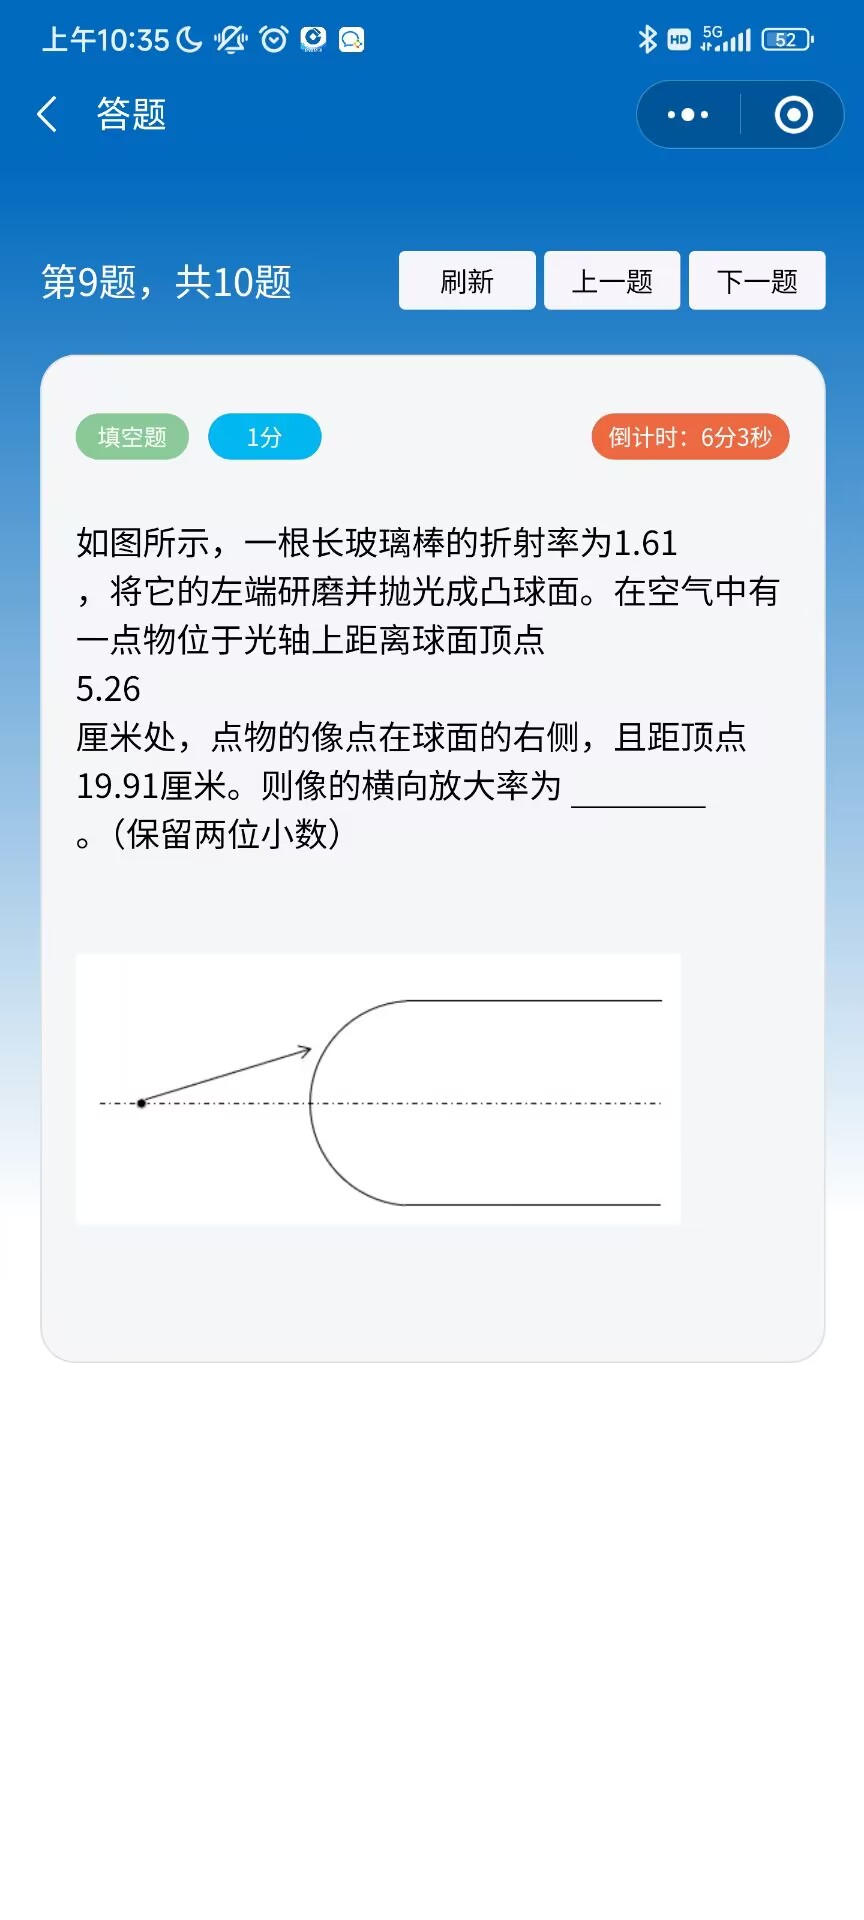 上午10:35
HD 5G 52
答题
第9题，共10题 刷新 上一题 下一题
填空题 1分 倒计时：6分3秒
如图所示，一根长玻璃棒的折射率为1.61
，将它的左端研磨并抛光成凸球面。在空气中有
一点物位于光轴上距离球面顶点
5.26
厘米处，点物的像点在球面的右侧，且距顶点
19.91厘米。则像的横向放大率为 ________
。（保留两位小数）